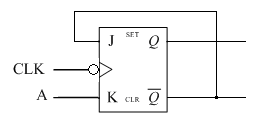 J SET Q
CLK
A K CLR Q̅